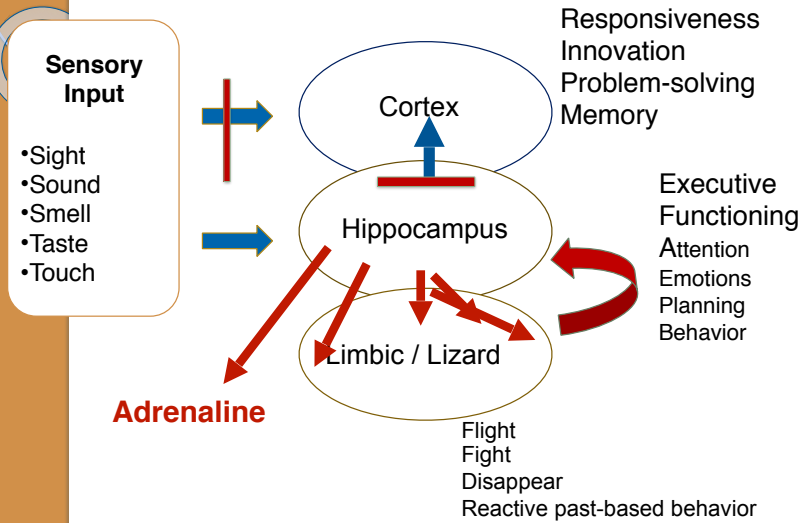 Sensory
Input
•Sight
•Sound
•Smell
•Taste
•Touch
Cortex
Responsiveness
Innovation
Problem-solving
Memory
Hippocampus
Executive
Functioning
Attention
Emotions
Planning
Behavior
Limbic / Lizard
Adrenaline
Flight
Fight
Disappear
Reactive past-based behavior